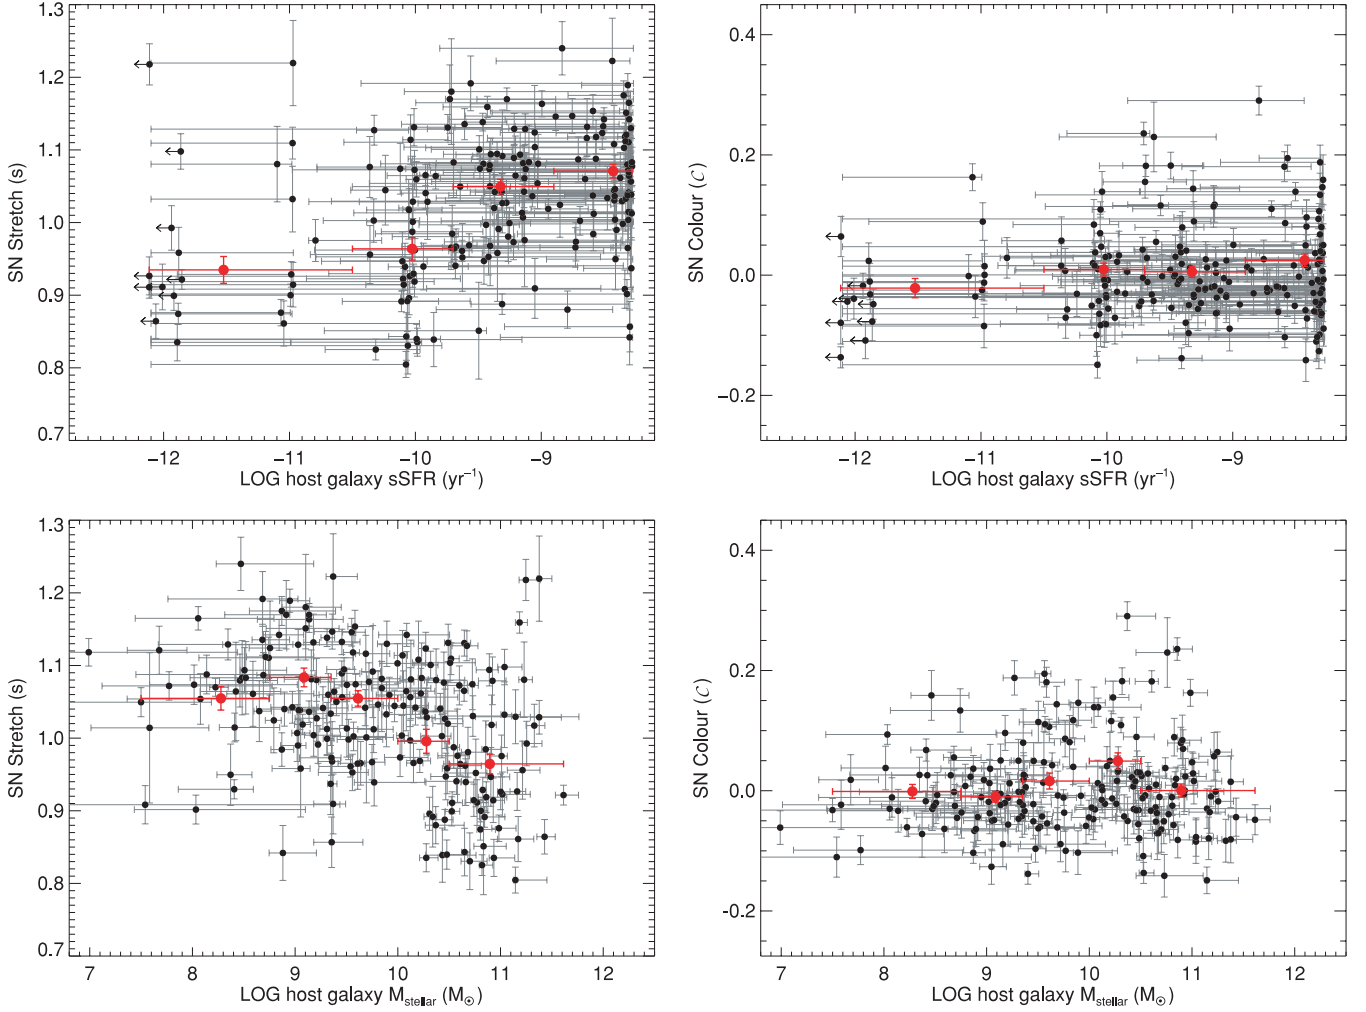 1.3
1.2
1.1
1.0
0.9
0.8
0.7
SN Stretch (s)
−12 −11 −10 −9
LOG host galaxy sSFR (yr⁻¹)
0.4
0.2
0.0
−0.2
SN Colour (C)
−12 −11 −10 −9
LOG host galaxy sSFR (yr⁻¹)
1.3
1.2
1.1
1.0
0.9
0.8
0.7
SN Stretch (s)
7 8 9 10 11 12
LOG host galaxy M_stellar (M_⊙)
0.4
0.2
0.0
-0.2
SN Colour (C)
7 8 9 10 11 12
LOG host galaxy M_stellar (M_⊙)